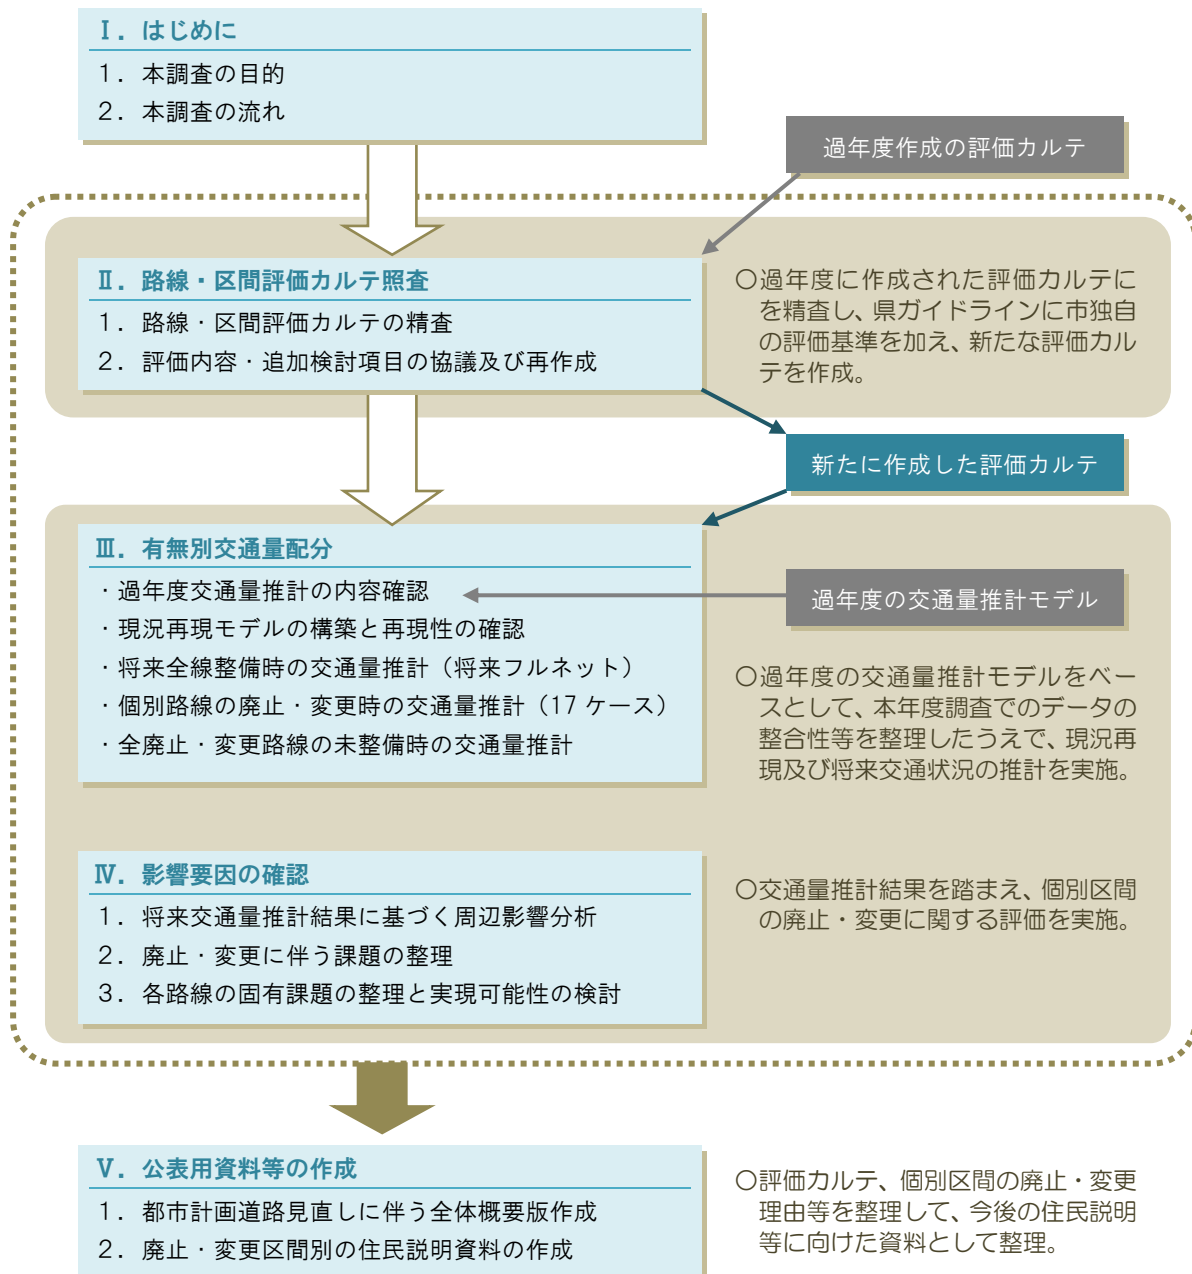 Ⅰ．はじめに
１．本調査の目的
２．本調査の流れ
過年度作成の評価カルテ
Ⅱ．路線・区間評価カルテ照査
１．路線・区間評価カルテの精査
２．評価内容・追加検討項目の協議及び再作成
〇過年度に作成された評価カルテに
を精査し、県ガイドラインに市独自
の評価基準を加え、新たな評価カル
テを作成。
新たに作成した評価カルテ
Ⅲ．有無別交通量配分
・過年度交通量推計の内容確認
・現況再現モデルの構築と再現性の確認
・将来全線整備時の交通量推計（将来フルネット）
・個別路線の廃止・変更時の交通量推計（17 ケース）
・全廃止・変更路線の未整備時の交通量推計
過年度の交通量推計モデル
〇過年度の交通量推計モデルをベー
スとして、本年度調査でのデータの
整合性等を整理したうえで、現況再
現及び将来交通状況の推計を実施。
Ⅳ．影響要因の確認
１．将来交通量推計結果に基づく周辺影響分析
２．廃止・変更に伴う課題の整理
３．各路線の固有課題の整理と実現可能性の検討
〇交通量推計結果を踏まえ、個別区間
の廃止・変更に関する評価を実施。
Ⅴ．公表用資料等の作成
１．都市計画道路見直しに伴う全体概要版作成
２．廃止・変更区間別の住民説明資料の作成
〇評価カルテ、個別区間の廃止・変更
理由等を整理して、今後の住民説明
等に向けた資料として整理。